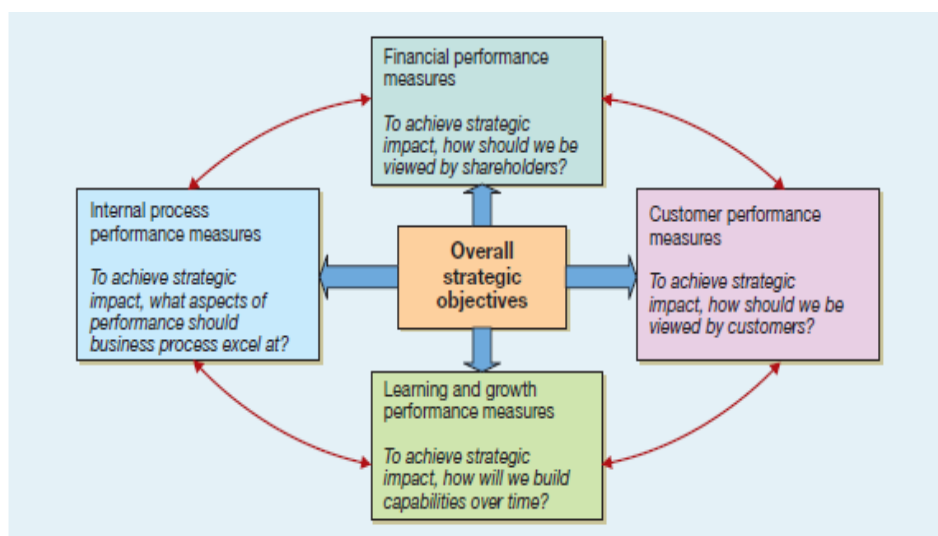 Financial performance
measures
To achieve strategic
impact, how should we be
viewed by shareholders?
Internal process
performance measures
To achieve strategic
impact, what aspects of
performance should
business process excel at?
Overall
strategic
objectives
Customer performance
measures
To achieve strategic
impact, how should we be
viewed by customers?
Learning and growth
performance measures
To achieve strategic
impact, how will we build
capabilities over time?